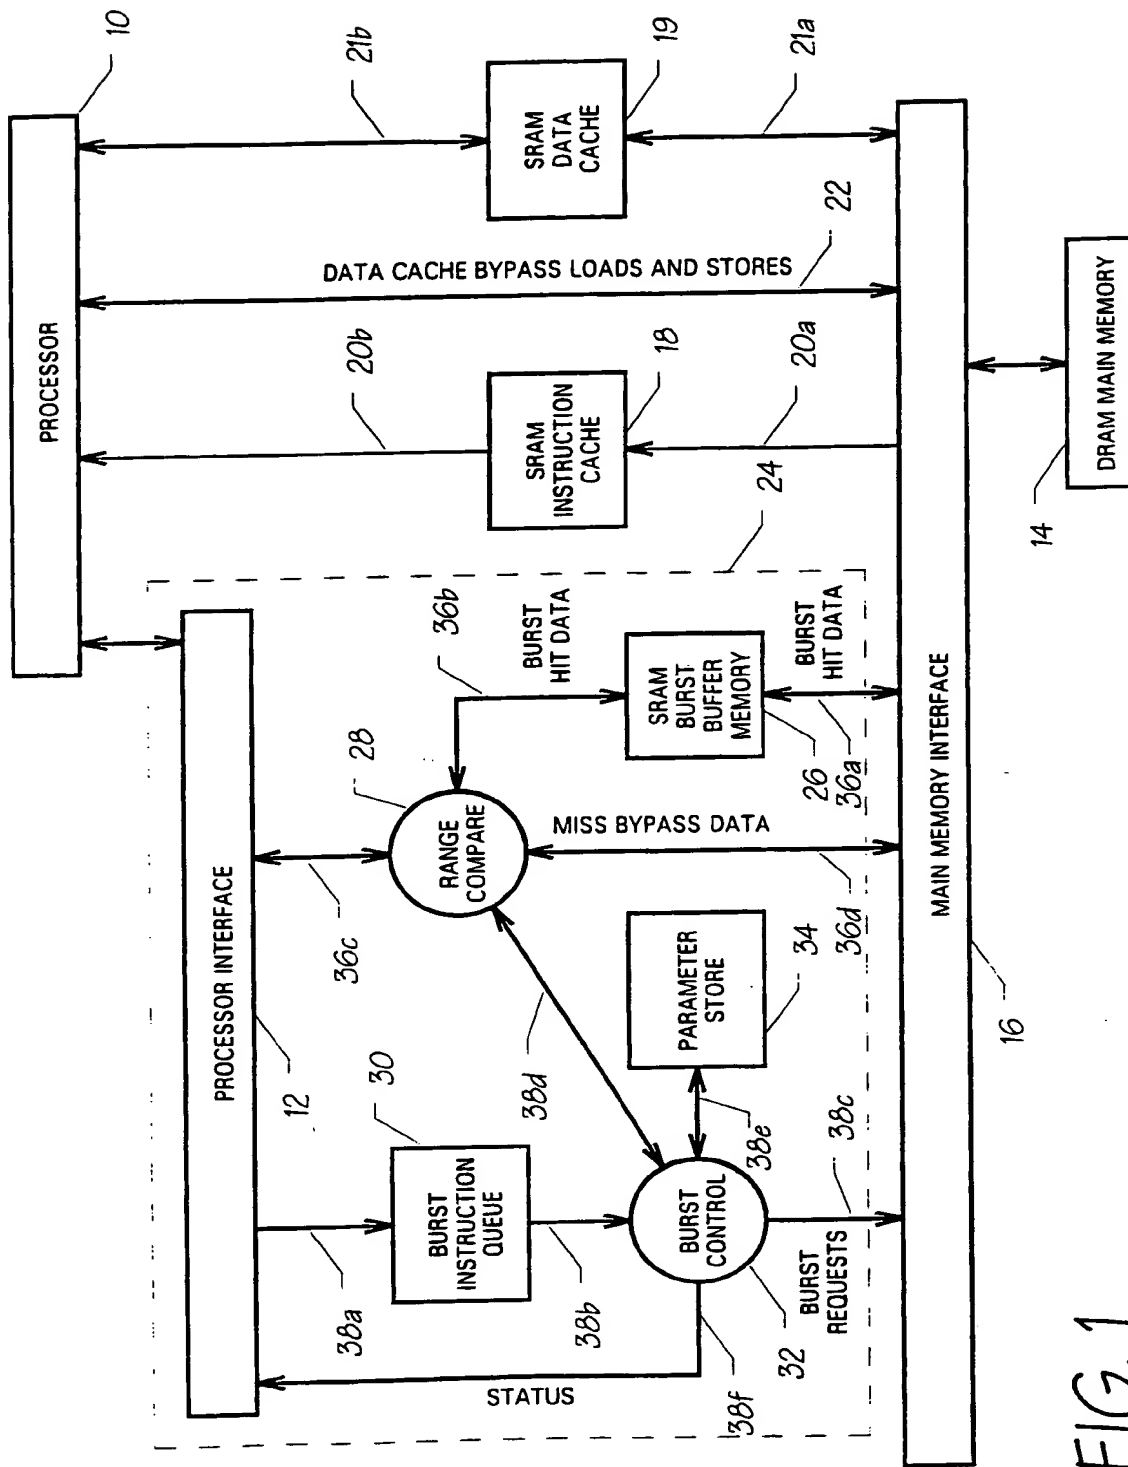 PROCESSOR
10
PROCESSOR INTERFACE
12
20b
21b
DATA CACHE BYPASS LOADS AND STORES
22
SRAM
INSTRUCTION
CACHE
18
20a
SRAM
DATA
CACHE
19
21a
24
38a
BURST
INSTRUCTION
QUEUE
30
38b
36c
RANGE
COMPARE
28
36b
BURST
HIT DATA
38d
MISS BYPASS DATA
36d
SRAM
BURST
BUFFER
MEMORY
26
BURST
HIT DATA
36a
STATUS
38f
BURST
CONTROL
32
38e
PARAMETER
STORE
34
BURST
REQUESTS
38c
MAIN MEMORY INTERFACE
16
14
DRAM MAIN MEMORY
FIG. 1